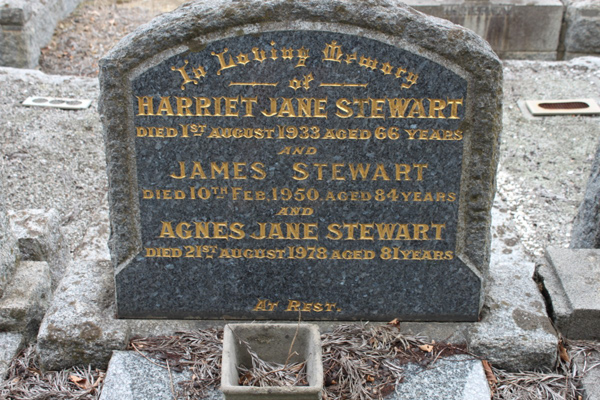 In Loving Memory
of
HARRIET JANE STEWART
DIED 1ST AUGUST 1933 AGED 66 YEARS
AND
JAMES STEWART
DIED 10TH FEB. 1950. AGED 84 YEARS
AND
AGNES JANE STEWART
DIED 21ST AUGUST 1978 AGED 81 YEARS
AT REST.